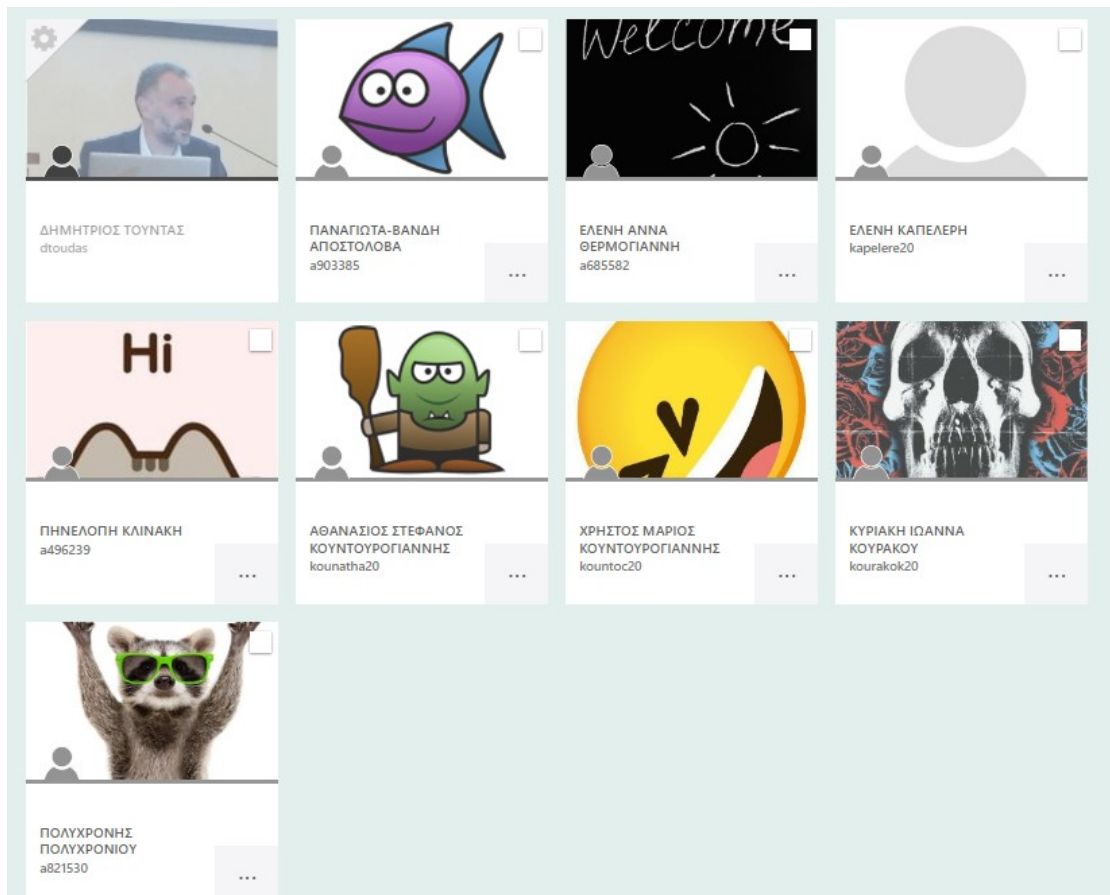 Welcome
ΔΗΜΗΤΡΙΟΣ ΤΟΥΝΤΑΣ
dtoudas
ΠΑΝΑΓΙΩΤΑ-ΒΑΝΔΗ
ΑΠΟΣΤΟΛΟΒΑ
a903385
...
ΕΛΕΝΗ ΑΝΝΑ
ΘΕΡΜΟΓΙΑΝΝΗ
a685582
...
ΕΛΕΝΗ ΚΑΠΕΛΕΡΗ
kapelere20
...
Hi
ΠΗΝΕΛΟΠΗ ΚΛΙΝΑΚΗ
a496239
...
ΑΘΑΝΑΣΙΟΣ ΣΤΕΦΑΝΟΣ
ΚΟΥΝΤΟΥΡΟΓΙΑΝΝΗΣ
kounatha20
...
ΧΡΗΣΤΟΣ ΜΑΡΙΟΣ
ΚΟΥΝΤΟΥΡΟΓΙΑΝΝΗΣ
kountoc20
...
ΚΥΡΙΑΚΗ ΙΩΑΝΝΑ
ΚΟΥΡΑΚΟΥ
kourakok20
...
ΠΟΛΥΧΡΟΝΗΣ
ΠΟΛΥΧΡΟΝΙΟΥ
a821530
...